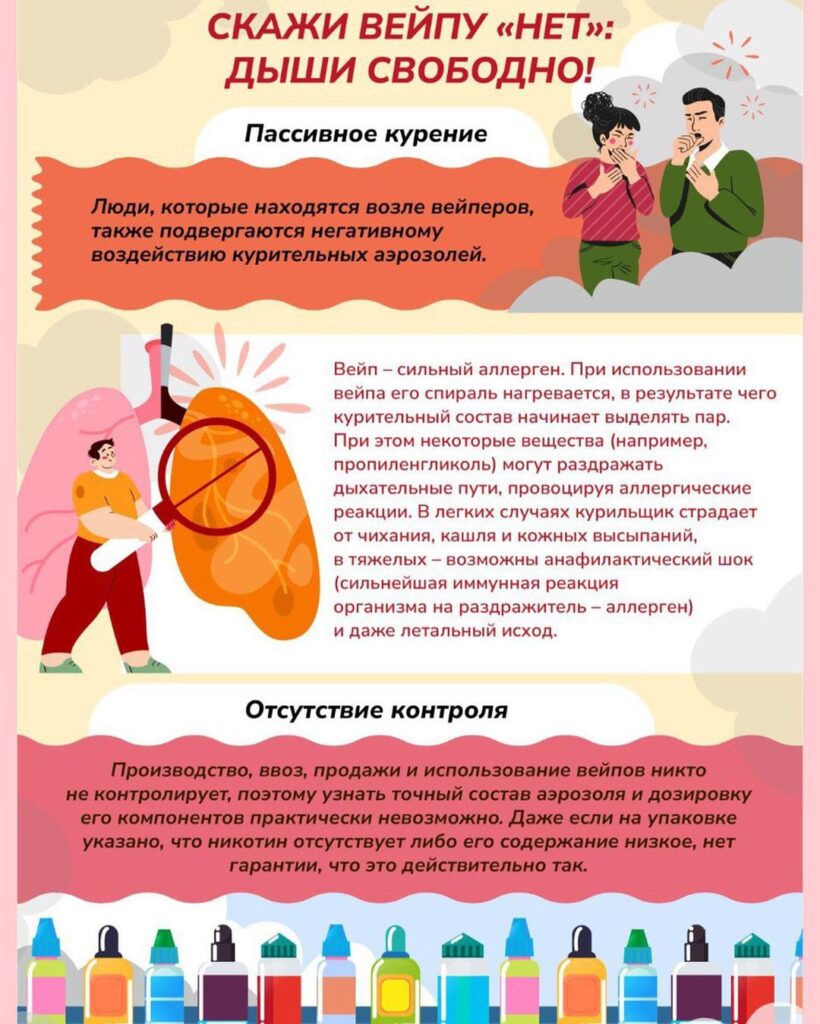 СКАЖИ ВЕЙПУ «НЕТ»:
ДЫШИ СВОБОДНО!
Пассивное курение
Люди, которые находятся возле вейперов,
также подвергаются негативному
воздействию курительных аэрозолей.
Вейп – сильный аллерген. При использовании
вейпа его спираль нагревается, в результате чего
курительный состав начинает выделять пар.
При этом некоторые вещества (например,
пропиленгликоль) могут раздражать
дыхательные пути, провоцируя аллергические
реакции. В легких случаях курильщик страдает
от чихания, кашля и кожных высыпаний,
в тяжелых – возможны анафилактический шок
(сильнейшая иммунная реакция
организма на раздражитель – аллерген)
и даже летальный исход.
Отсутствие контроля
Производство, ввоз, продажи и использование вейпов никто
не контролирует, поэтому узнать точный состав аэрозоля и дозировку
его компонентов практически невозможно. Даже если на упаковке
указано, что никотин отсутствует либо его содержание низкое, нет
гарантии, что это действительно так.